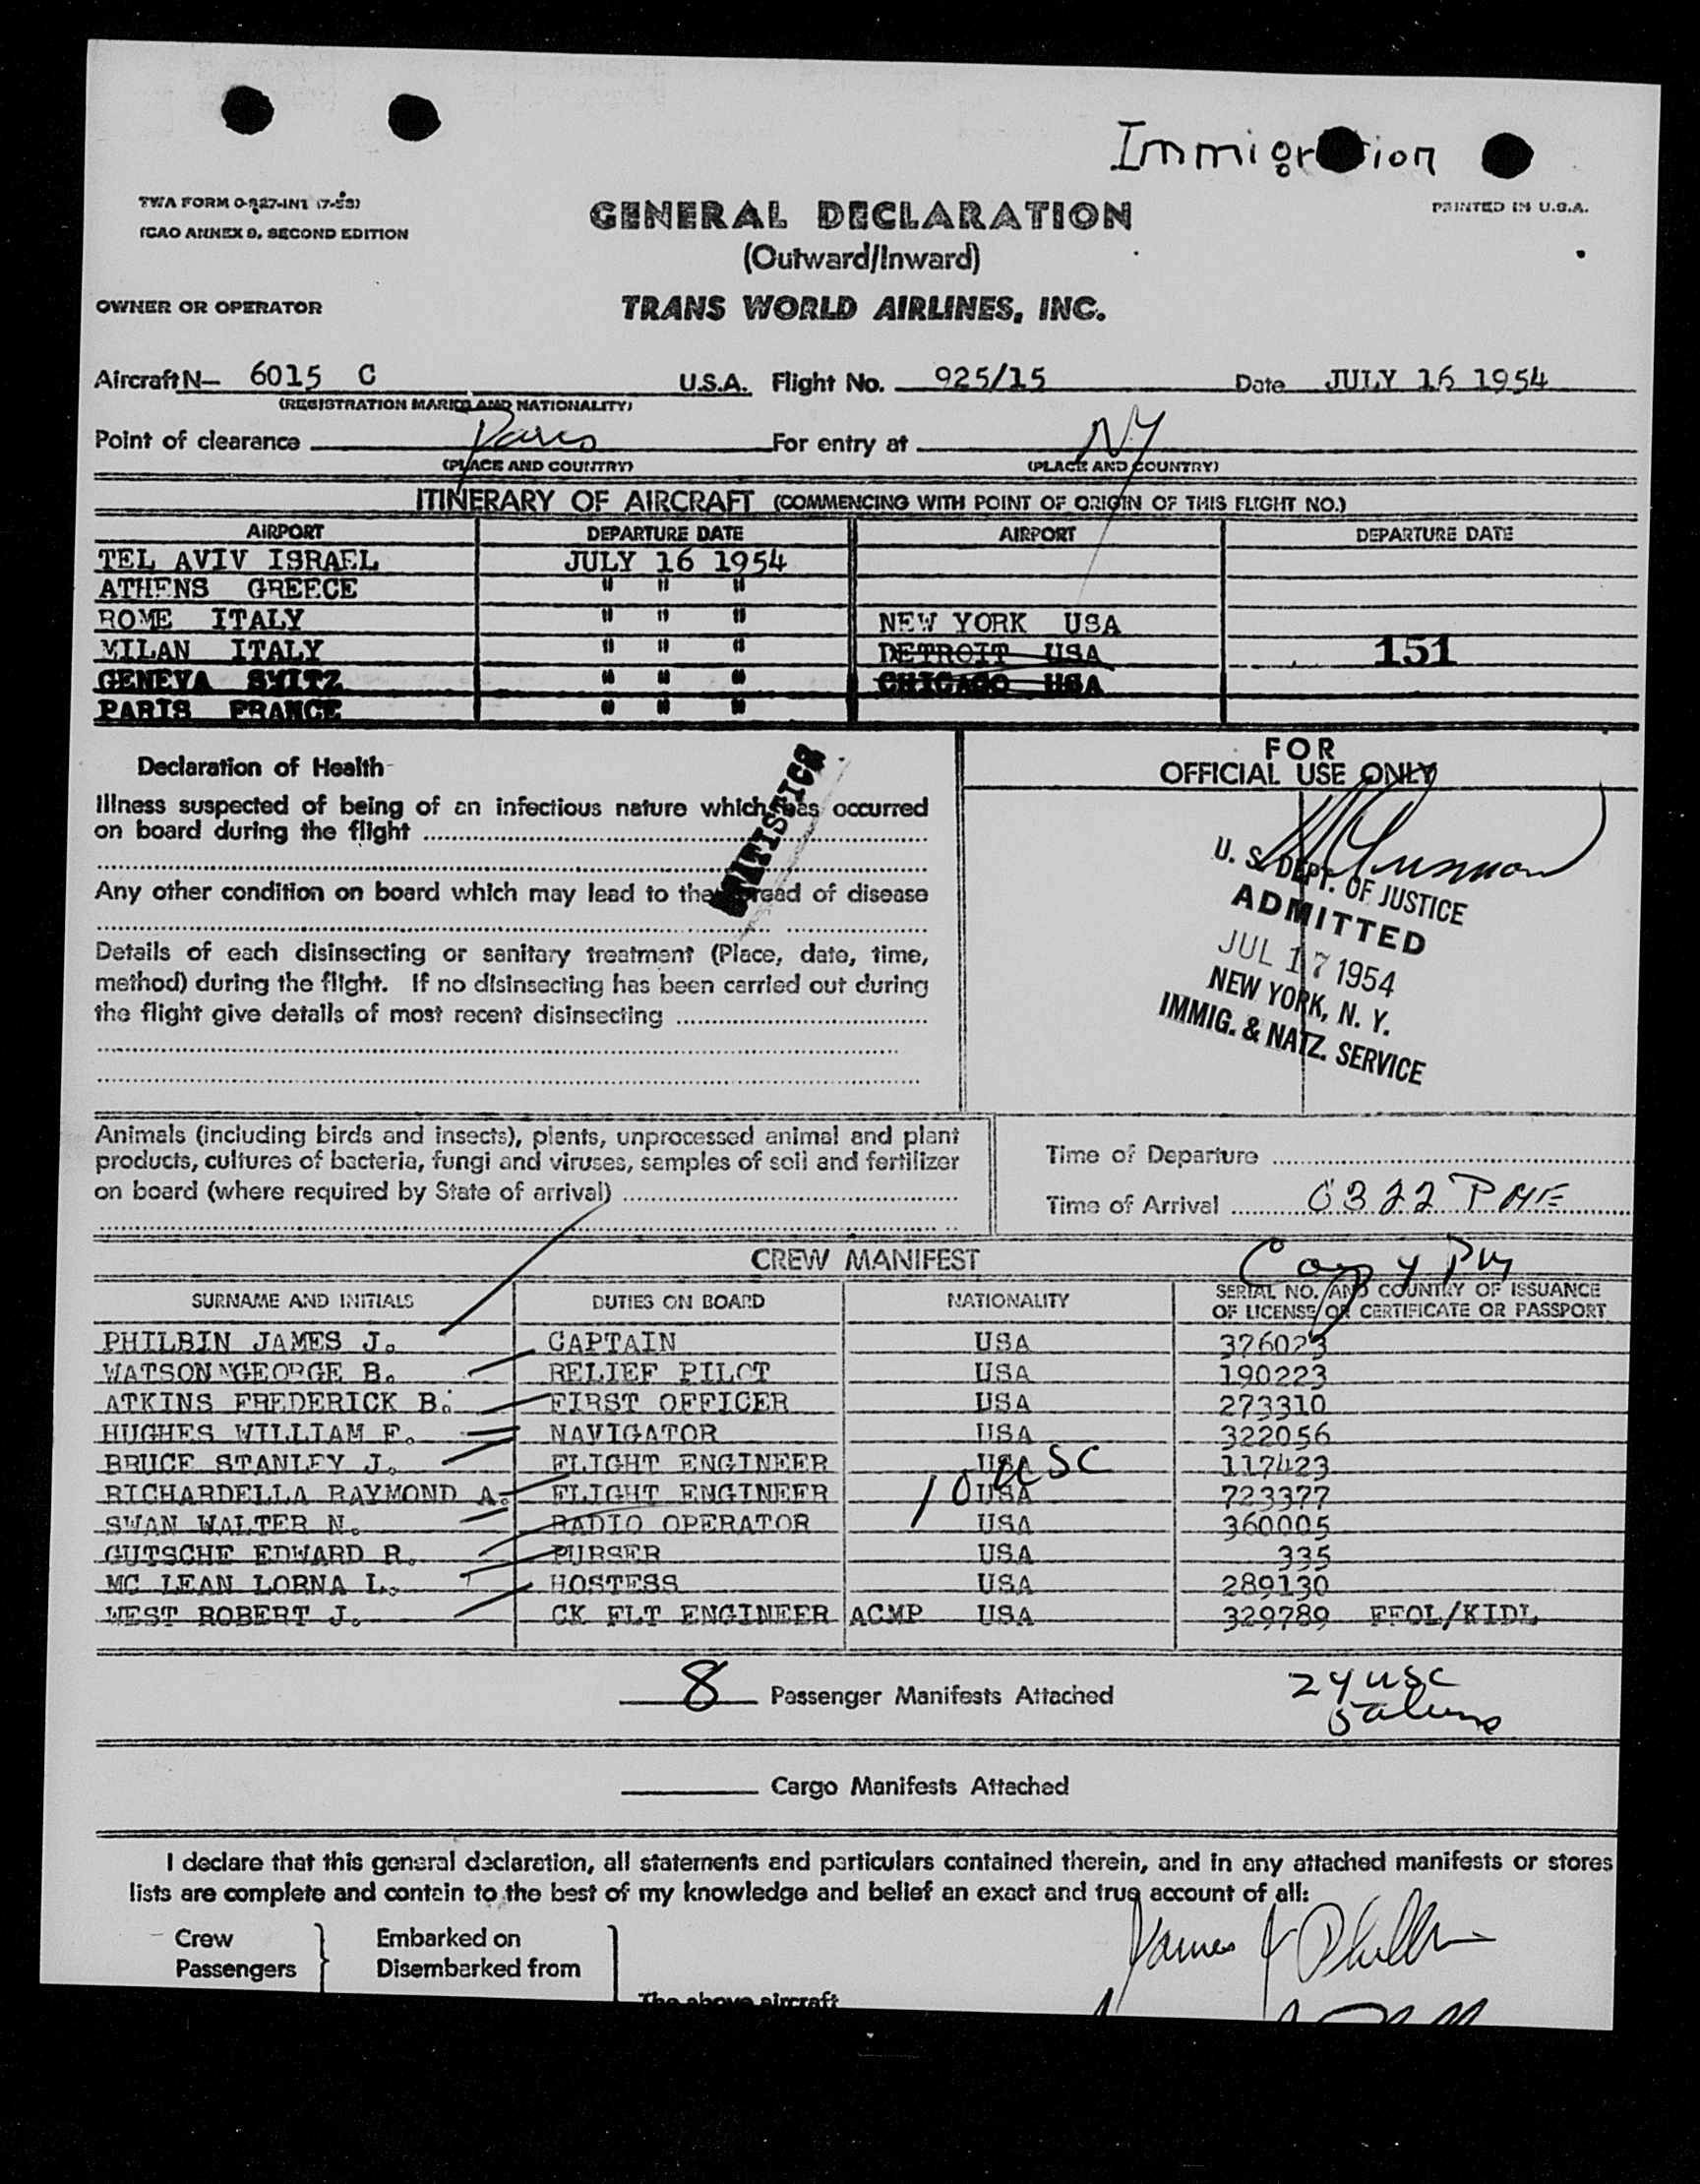 Immigr ion
TWA FORM O-927-IN1 (7-53)
ICAO ANNEX 9, SECOND EDITION
GENERAL DECLARATION
PRINTED IN U.S.A.
(Outward/Inward)
OWNER OR OPERATOR
TRANS WORLD AIRLINES, INC.
Aircraft N— 6015 C U.S.A. Flight No. 925/15 Date JULY 16 1954
(REGISTRATION MARKS AND NATIONALITY)
Point of clearance Paris For entry at NY
(PLACE AND COUNTRY) (PLACE AND COUNTRY)
ITINERARY OF AIRCRAFT (COMMENCING WITH POINT OF ORIGIN OF THIS FLIGHT NO.)
AIRPORT DEPARTURE DATE AIRPORT DEPARTURE DATE
TEL AVIV ISRAEL JULY 16 1954
ATHENS GREECE " " "
ROME ITALY " " " NEW YORK USA
MILAN ITALY " " " DETROIT USA 151
GENEVA SWITZ " " " CHICAGO USA
PARIS FRANCE " " "
Declaration of Health
Illness suspected of being of an infectious nature which has occurred
on board during the flight
Any other condition on board which may lead to the spread of disease
Details of each disinsecting or sanitary treatment (Place, date, time,
method) during the flight. If no disinsecting has been carried out during
the flight give details of most recent disinsecting
FOR
OFFICIAL USE ONLY
U. S. DEPT. OF JUSTICE
ADMITTED
JUL 17 1954
NEW YORK, N. Y.
IMMIG. & NATZ. SERVICE
Animals (including birds and insects), plants, unprocessed animal and plant
products, cultures of bacteria, fungi and viruses, samples of soil and fertilizer
on board (where required by State of arrival)
Time of Departure
Time of Arrival 0322 P
CREW MANIFEST
SURNAME AND INITIALS DUTIES ON BOARD NATIONALITY SERIAL NO. AND COUNTRY OF ISSUANCE
OF LICENSE OR CERTIFICATE OR PASSPORT
PHILBIN JAMES J. CAPTAIN USA 376023
WATSON GEORGE B. RELIEF PILOT USA 190223
ATKINS FREDERICK B. FIRST OFFICER USA 273310
HUGHES WILLIAM F. NAVIGATOR USA 322056
BRUCE STANLEY J. FLIGHT ENGINEER USA 117423
10 USC
RICHARDELLA RAYMOND A. FLIGHT ENGINEER USA 723377
SWAN WALTER N. RADIO OPERATOR USA 360005
GUTSCHE EDWARD R. PURSER USA 335
MC LEAN LORNA L. HOSTESS USA 289130
WEST ROBERT J. CK FLT ENGINEER ACMP USA 329789 FFOL/KIDL
8 Passenger Manifests Attached
24 USC
5 aliens
Cargo Manifests Attached
I declare that this general declaration, all statements and particulars contained therein, and in any attached manifests or stores
lists are complete and contain to the best of my knowledge and belief an exact and true account of all:
Crew Embarked on
Passengers Disembarked from
James J Philbin
The above aircraft